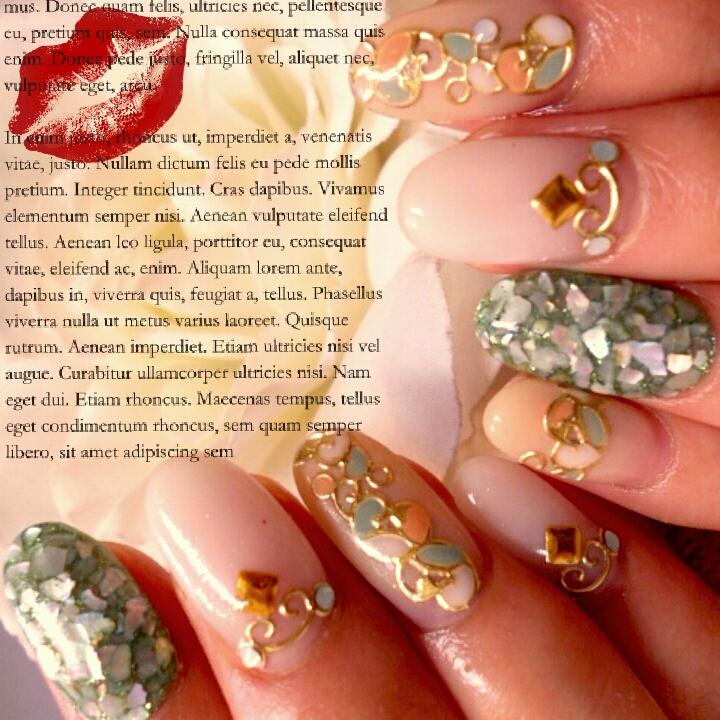 mus. Donec quam felis, ultricies nec, pellentesque
eu, pretium quis, sem. Nulla consequat massa quis
enim. Donec pede justo, fringilla vel, aliquet nec,
vulputate eget, arcu.
In enim justo, rhoncus ut, imperdiet a, venenatis
vitae, justo. Nullam dictum felis eu pede mollis
pretium. Integer tincidunt. Cras dapibus. Vivamus
elementum semper nisi. Aenean vulputate eleifend
tellus. Aenean leo ligula, porttitor eu, consequat
vitae, eleifend ac, enim. Aliquam lorem ante,
dapibus in, viverra quis, feugiat a, tellus. Phasellus
viverra nulla ut metus varius laoreet. Quisque
rutrum. Aenean imperdiet. Etiam ultricies nisi vel
augue. Curabitur ullamcorper ultricies nisi. Nam
eget dui. Etiam rhoncus. Maecenas tempus, tellus
eget condimentum rhoncus, sem quam semper
libero, sit amet adipiscing sem